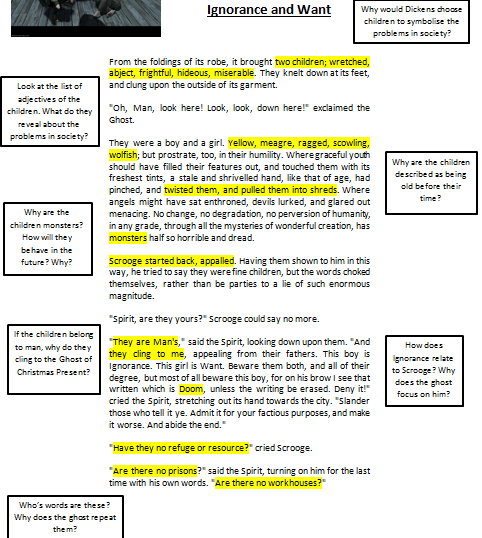 Ignorance and Want
Why would Dickens choose
children to symbolise the
problems in society?
From the foldings of its robe, it brought two children; wretched,
abject, frightful, hideous, miserable. They knelt down at its feet,
and clung upon the outside of its garment.
Look at the list of
adjectives of the
children. What do they
reveal about the
problems in society?
"Oh, Man, look here! Look, look, down here!" exclaimed the
Ghost.
They were a boy and a girl. Yellow, meagre, ragged, scowling,
wolfish; but prostrate, too, in their humility. Where graceful youth
should have filled their features out, and touched them with its
freshest tints, a stale and shrivelled hand, like that of age, had
pinched, and twisted them, and pulled them into shreds. Where
angels might have sat enthroned, devils lurked, and glared out
menacing. No change, no degradation, no perversion of humanity,
in any grade, through all the mysteries of wonderful creation, has
monsters half so horrible and dread.
Why are the children
described as being
old before their
time?
Why are the
children monsters?
How will they
behave in the
future? Why?
Scrooge started back, appalled. Having them shown to him in this
way, he tried to say they were fine children, but the words choked
themselves, rather than be parties to a lie of such enormous
magnitude.
"Spirit, are they yours?" Scrooge could say no more.
If the children belong
to man, why do they
cling to the Ghost of
Christmas Present?
"They are Man's," said the Spirit, looking down upon them. "And
they cling to me, appealing from their fathers. This boy is
Ignorance. This girl is Want. Beware them both, and all of their
degree, but most of all beware this boy, for on his brow I see that
written which is Doom, unless the writing be erased. Deny it!"
cried the Spirit, stretching out its hand towards the city. "Slander
those who tell it ye. Admit it for your factious purposes, and make
it worse. And abide the end."
How does
Ignorance relate
to Scrooge? Why
does the ghost
focus on him?
"Have they no refuge or resource?" cried Scrooge.
"Are there no prisons?" said the Spirit, turning on him for the last
time with his own words. "Are there no workhouses?"
Who's words are these?
Why does the ghost repeat
them?